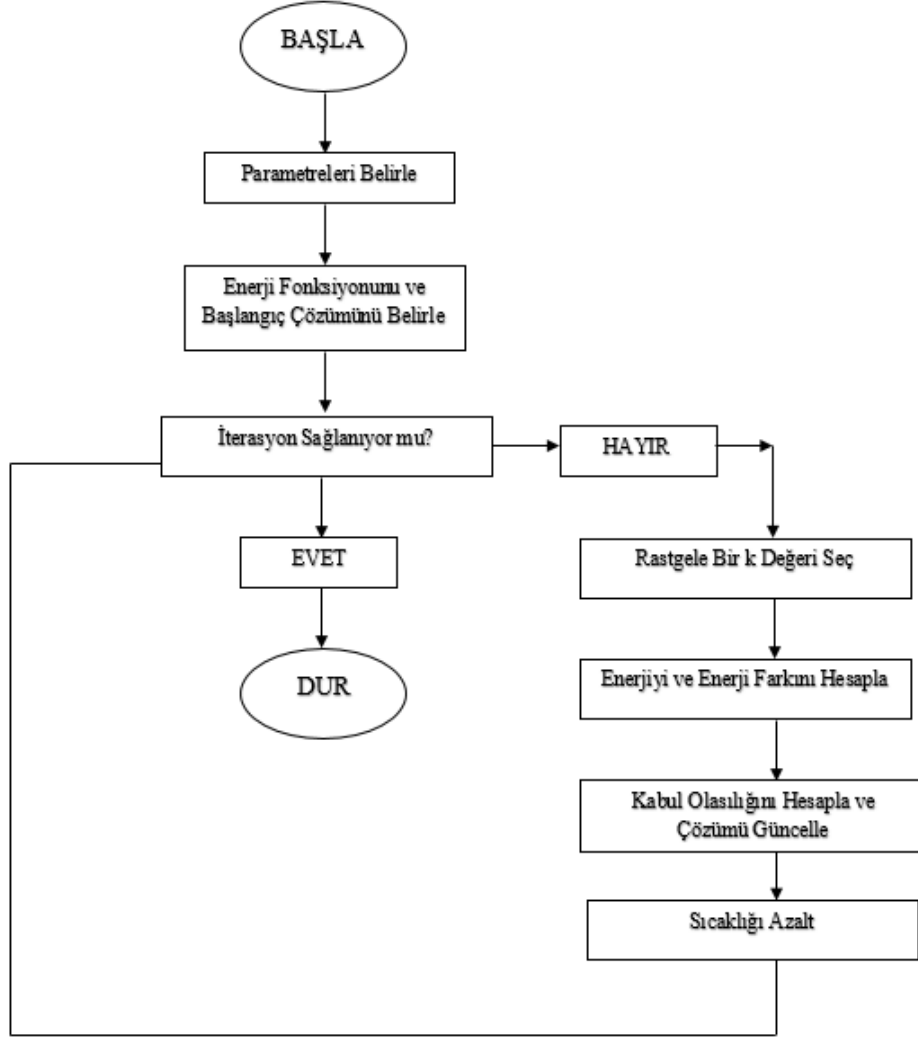 BAŞLA
Parametreleri Belirle
Enerji Fonksiyonunu ve
Başlangıç Çözümünü Belirle
İterasyon Sağlanıyor mu?
HAYIR
EVET
DUR
Rastgele Bir k Değeri Seç
Enerjiyi ve Enerji Farkını Hesapla
Kabul Olasılığını Hesapla ve
Çözümü Güncelle
Sıcaklığı Azalt